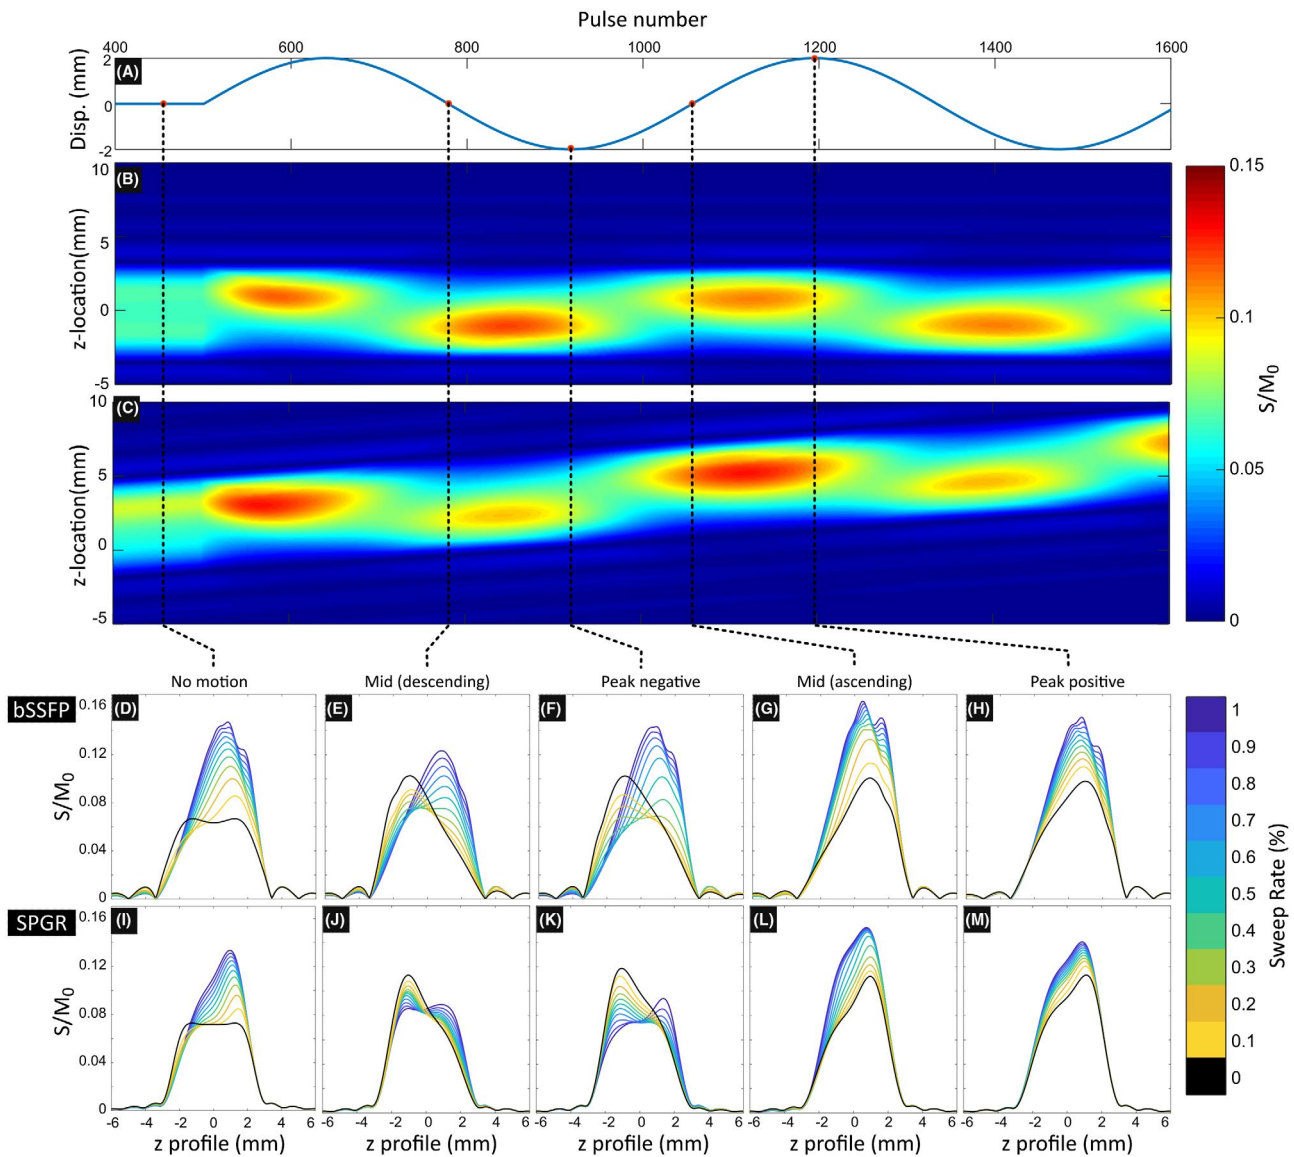 Pulse number
400 600 800 1000 1200 1400 1600
(A)
Disp. (mm)
2
0
-2
(B)
z-location(mm)
10
5
0
-5
(C)
z-location(mm)
10
5
0
-5
0.15
0.1
0.05
0
S/M0
No motion Mid (descending) Peak negative Mid (ascending) Peak positive
bSSFP
(D) (E) (F) (G) (H)
S/M0
0.16
0.12
0.08
0.04
0
SPGR
(I) (J) (K) (L) (M)
S/M0
0.16
0.12
0.08
0.04
0
-6 -4 -2 0 2 4 6 -6 -4 -2 0 2 4 6 -6 -4 -2 0 2 4 6 -6 -4 -2 0 2 4 6 -6 -4 -2 0 2 4 6
z profile (mm) z profile (mm) z profile (mm) z profile (mm) z profile (mm)
1
0.9
0.8
0.7
0.6
0.5
0.4
0.3
0.2
0.1
0
Sweep Rate (%)